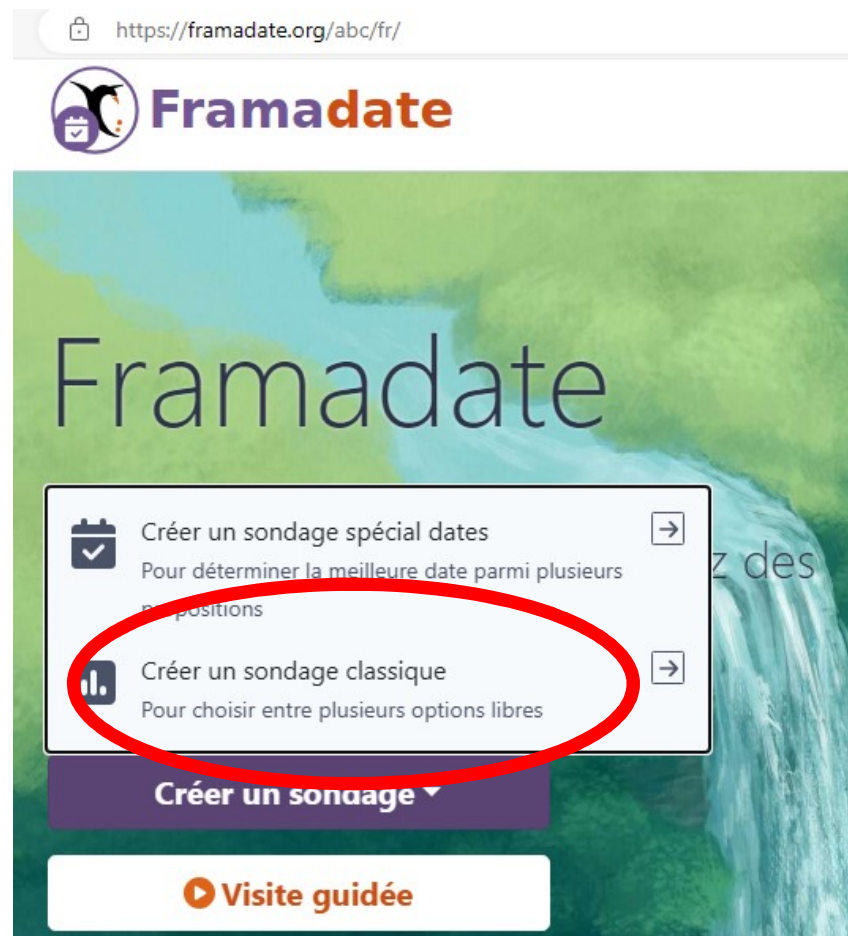 https://framadate.org/abc/fr/
Framadate
Framadate
Créer un sondage spécial dates
Pour déterminer la meilleure date parmi plusieurs
propositions
z des
Créer un sondage classique
Pour choisir entre plusieurs options libres
Créer un sondage
Visite guidée